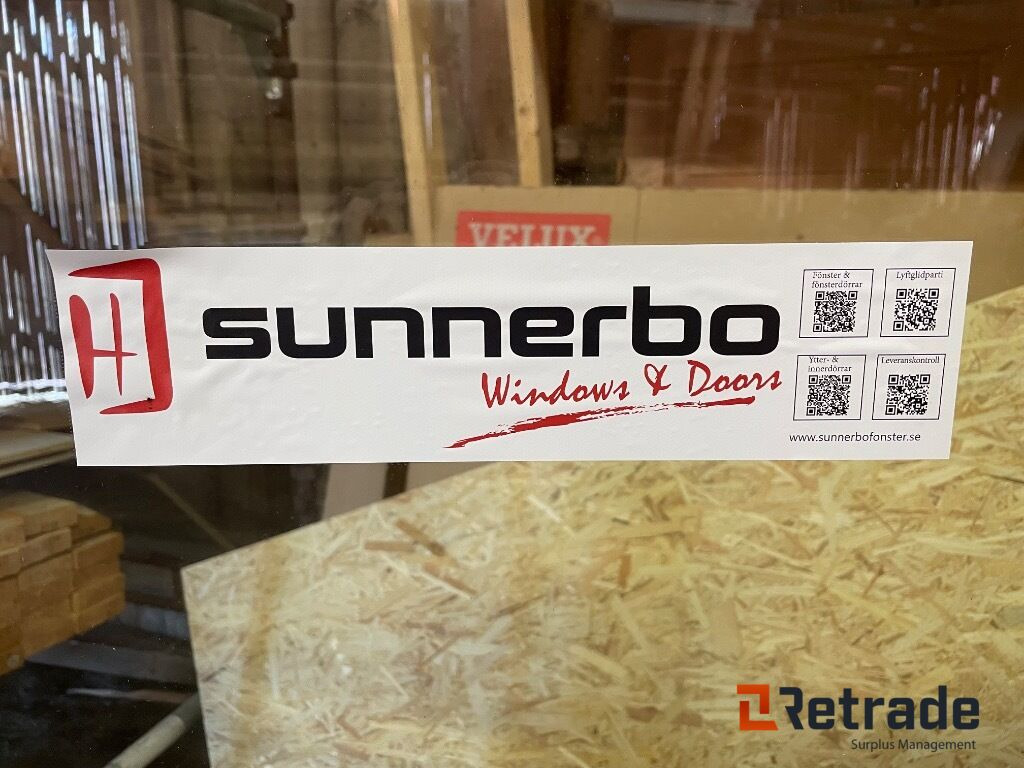 VELUX
H
sunnerbo
Windows & Doors
Fönster &
fönsterdörrar
Lyftglidparti
Ytter- &
innerdörrar
Leveranskontroll
www.sunnerbofonster.se
Retrade
Surplus Management